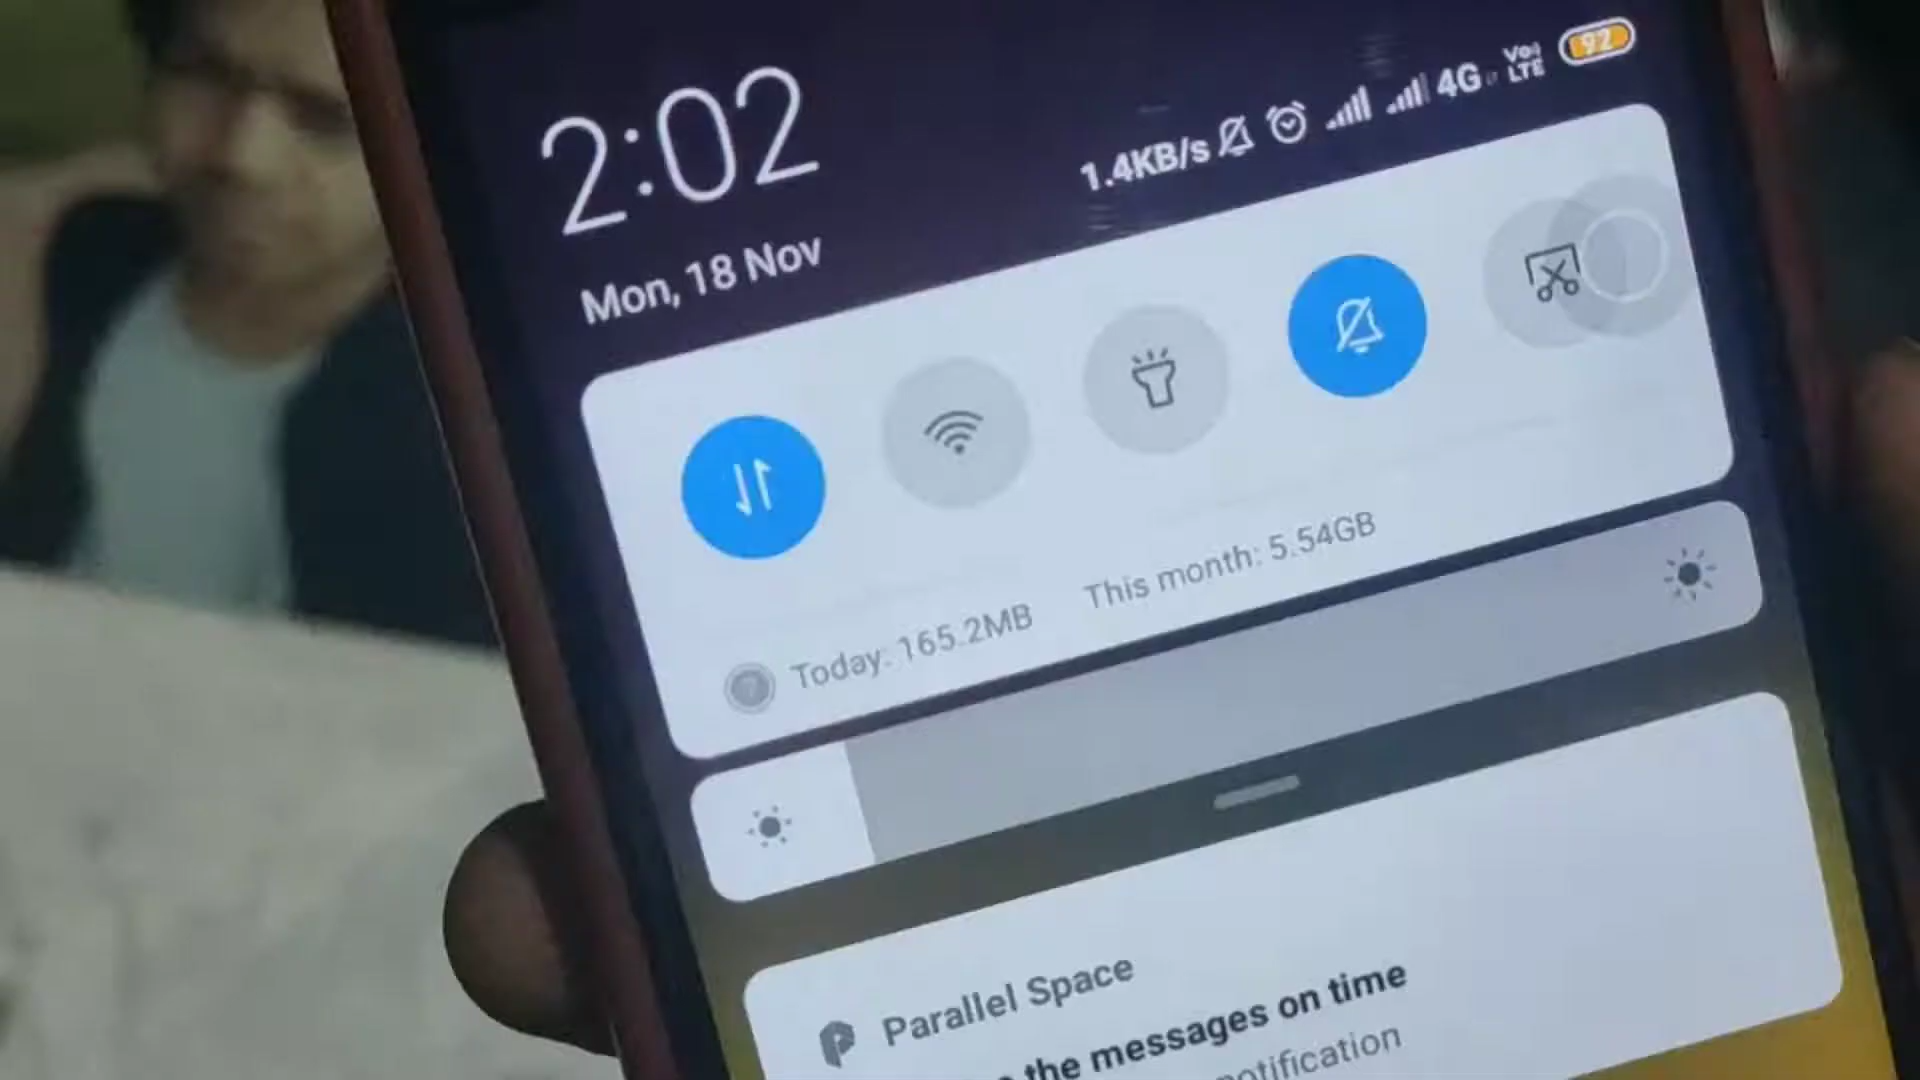 2:02
Mon, 18 Nov
1.4KB/s 4G Vo LTE 92
Today: 165.2MB This month: 5.54GB
Parallel Space
the messages on time
notification